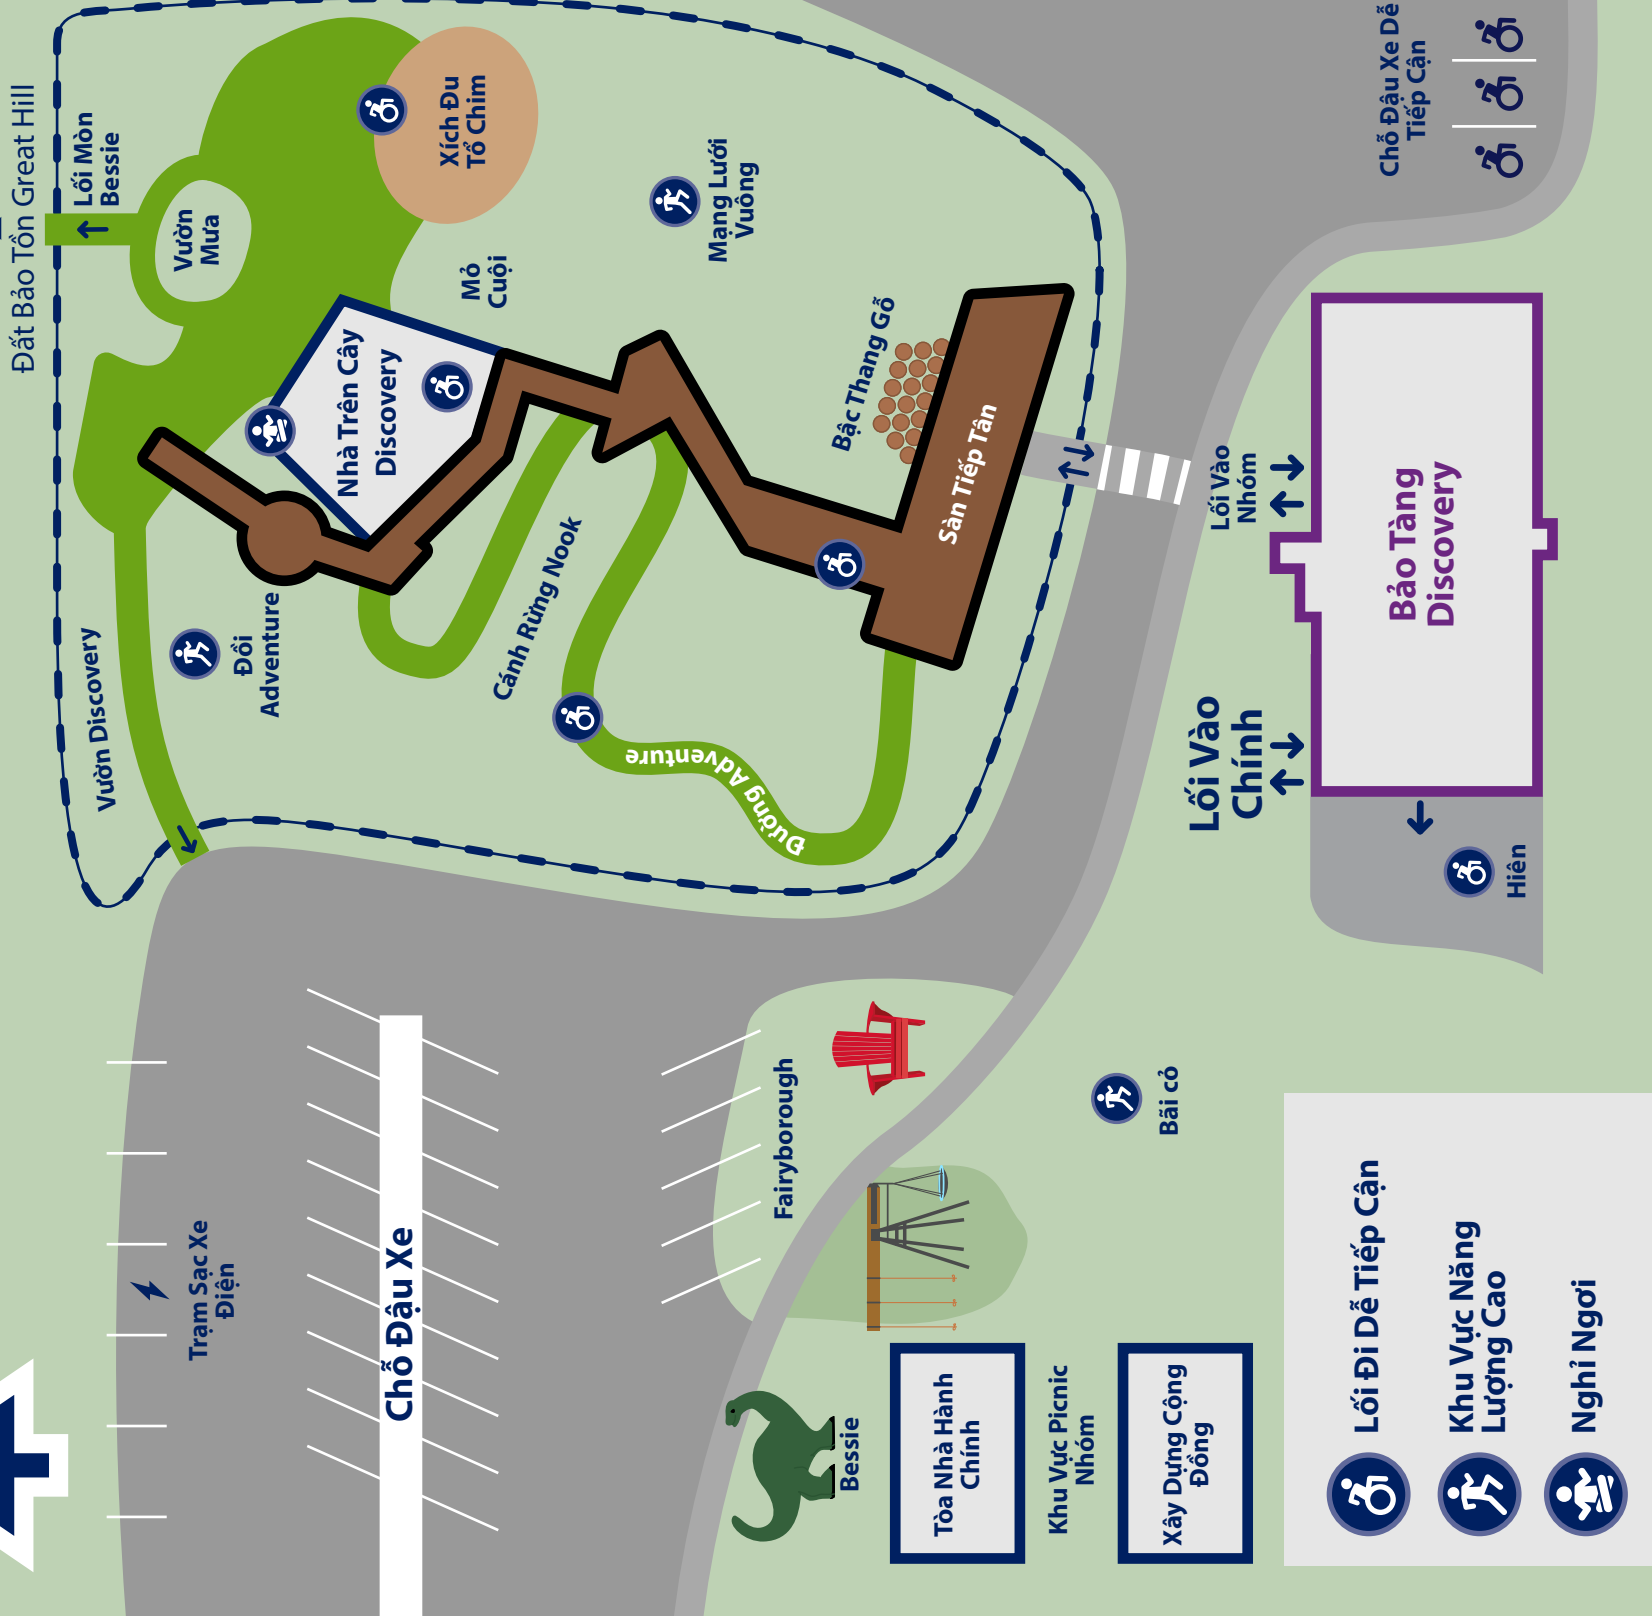 Đất Bảo Tồn Great Hill
Lối Mòn
Bessie
Vườn
Mưa
Xích Đu
Tổ Chim
Mạng Lưới
Vuông
Mỏ
Cuội
Nhà Trên Cây
Discovery
Bậc Thang Gỗ
Sàn Tiếp Tân
Cánh Rừng Nook
Đồi
Adventure
Vườn Discovery
Đường Adventure
Chỗ Đậu Xe Dễ
Tiếp Cận
Lối Vào
Nhóm
Bảo Tàng
Discovery
Lối Vào
Chính
Hiên
Trạm Sạc Xe
Điện
Chỗ Đậu Xe
Fairyborough
Bãi cỏ
Bessie
Tòa Nhà Hành
Chính
Khu Vực Picnic
Nhóm
Xây Dựng Cộng
Đồng
Lối Đi Dễ Tiếp Cận
Khu Vực Năng
Lượng Cao
Nghỉ Ngơi